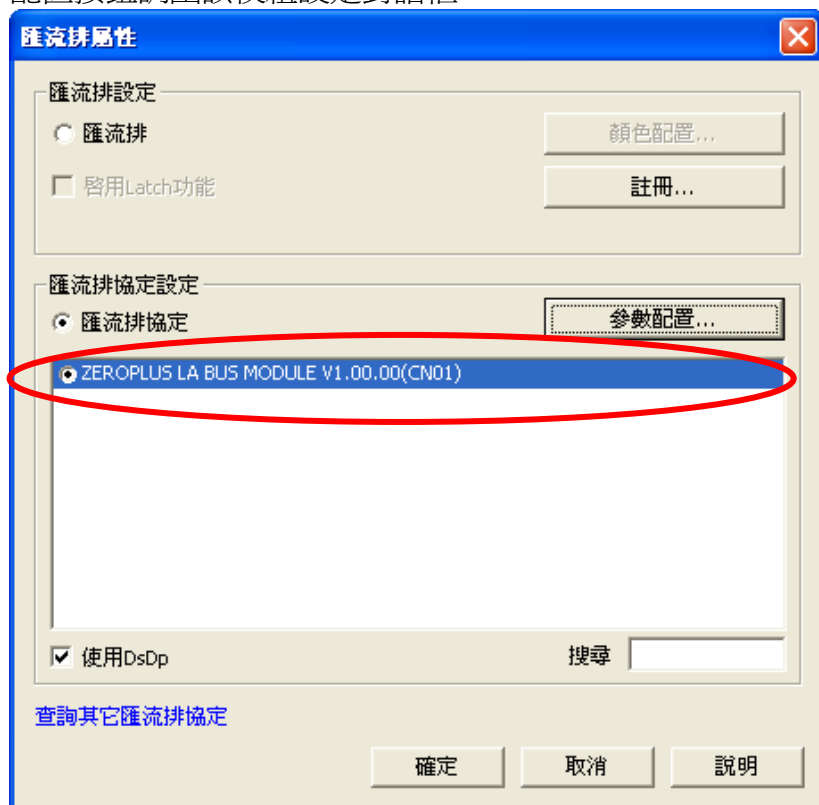 匯流排屬性
匯流排設定
匯流排
顏色配置...
啓用Latch功能
註冊...
匯流排協定設定
匯流排協定
參數配置...
ZEROPLUS LA BUS MODULE V1.00.00(CN01)
使用DsDp
搜尋
查詢其它匯流排協定
確定
取消
說明